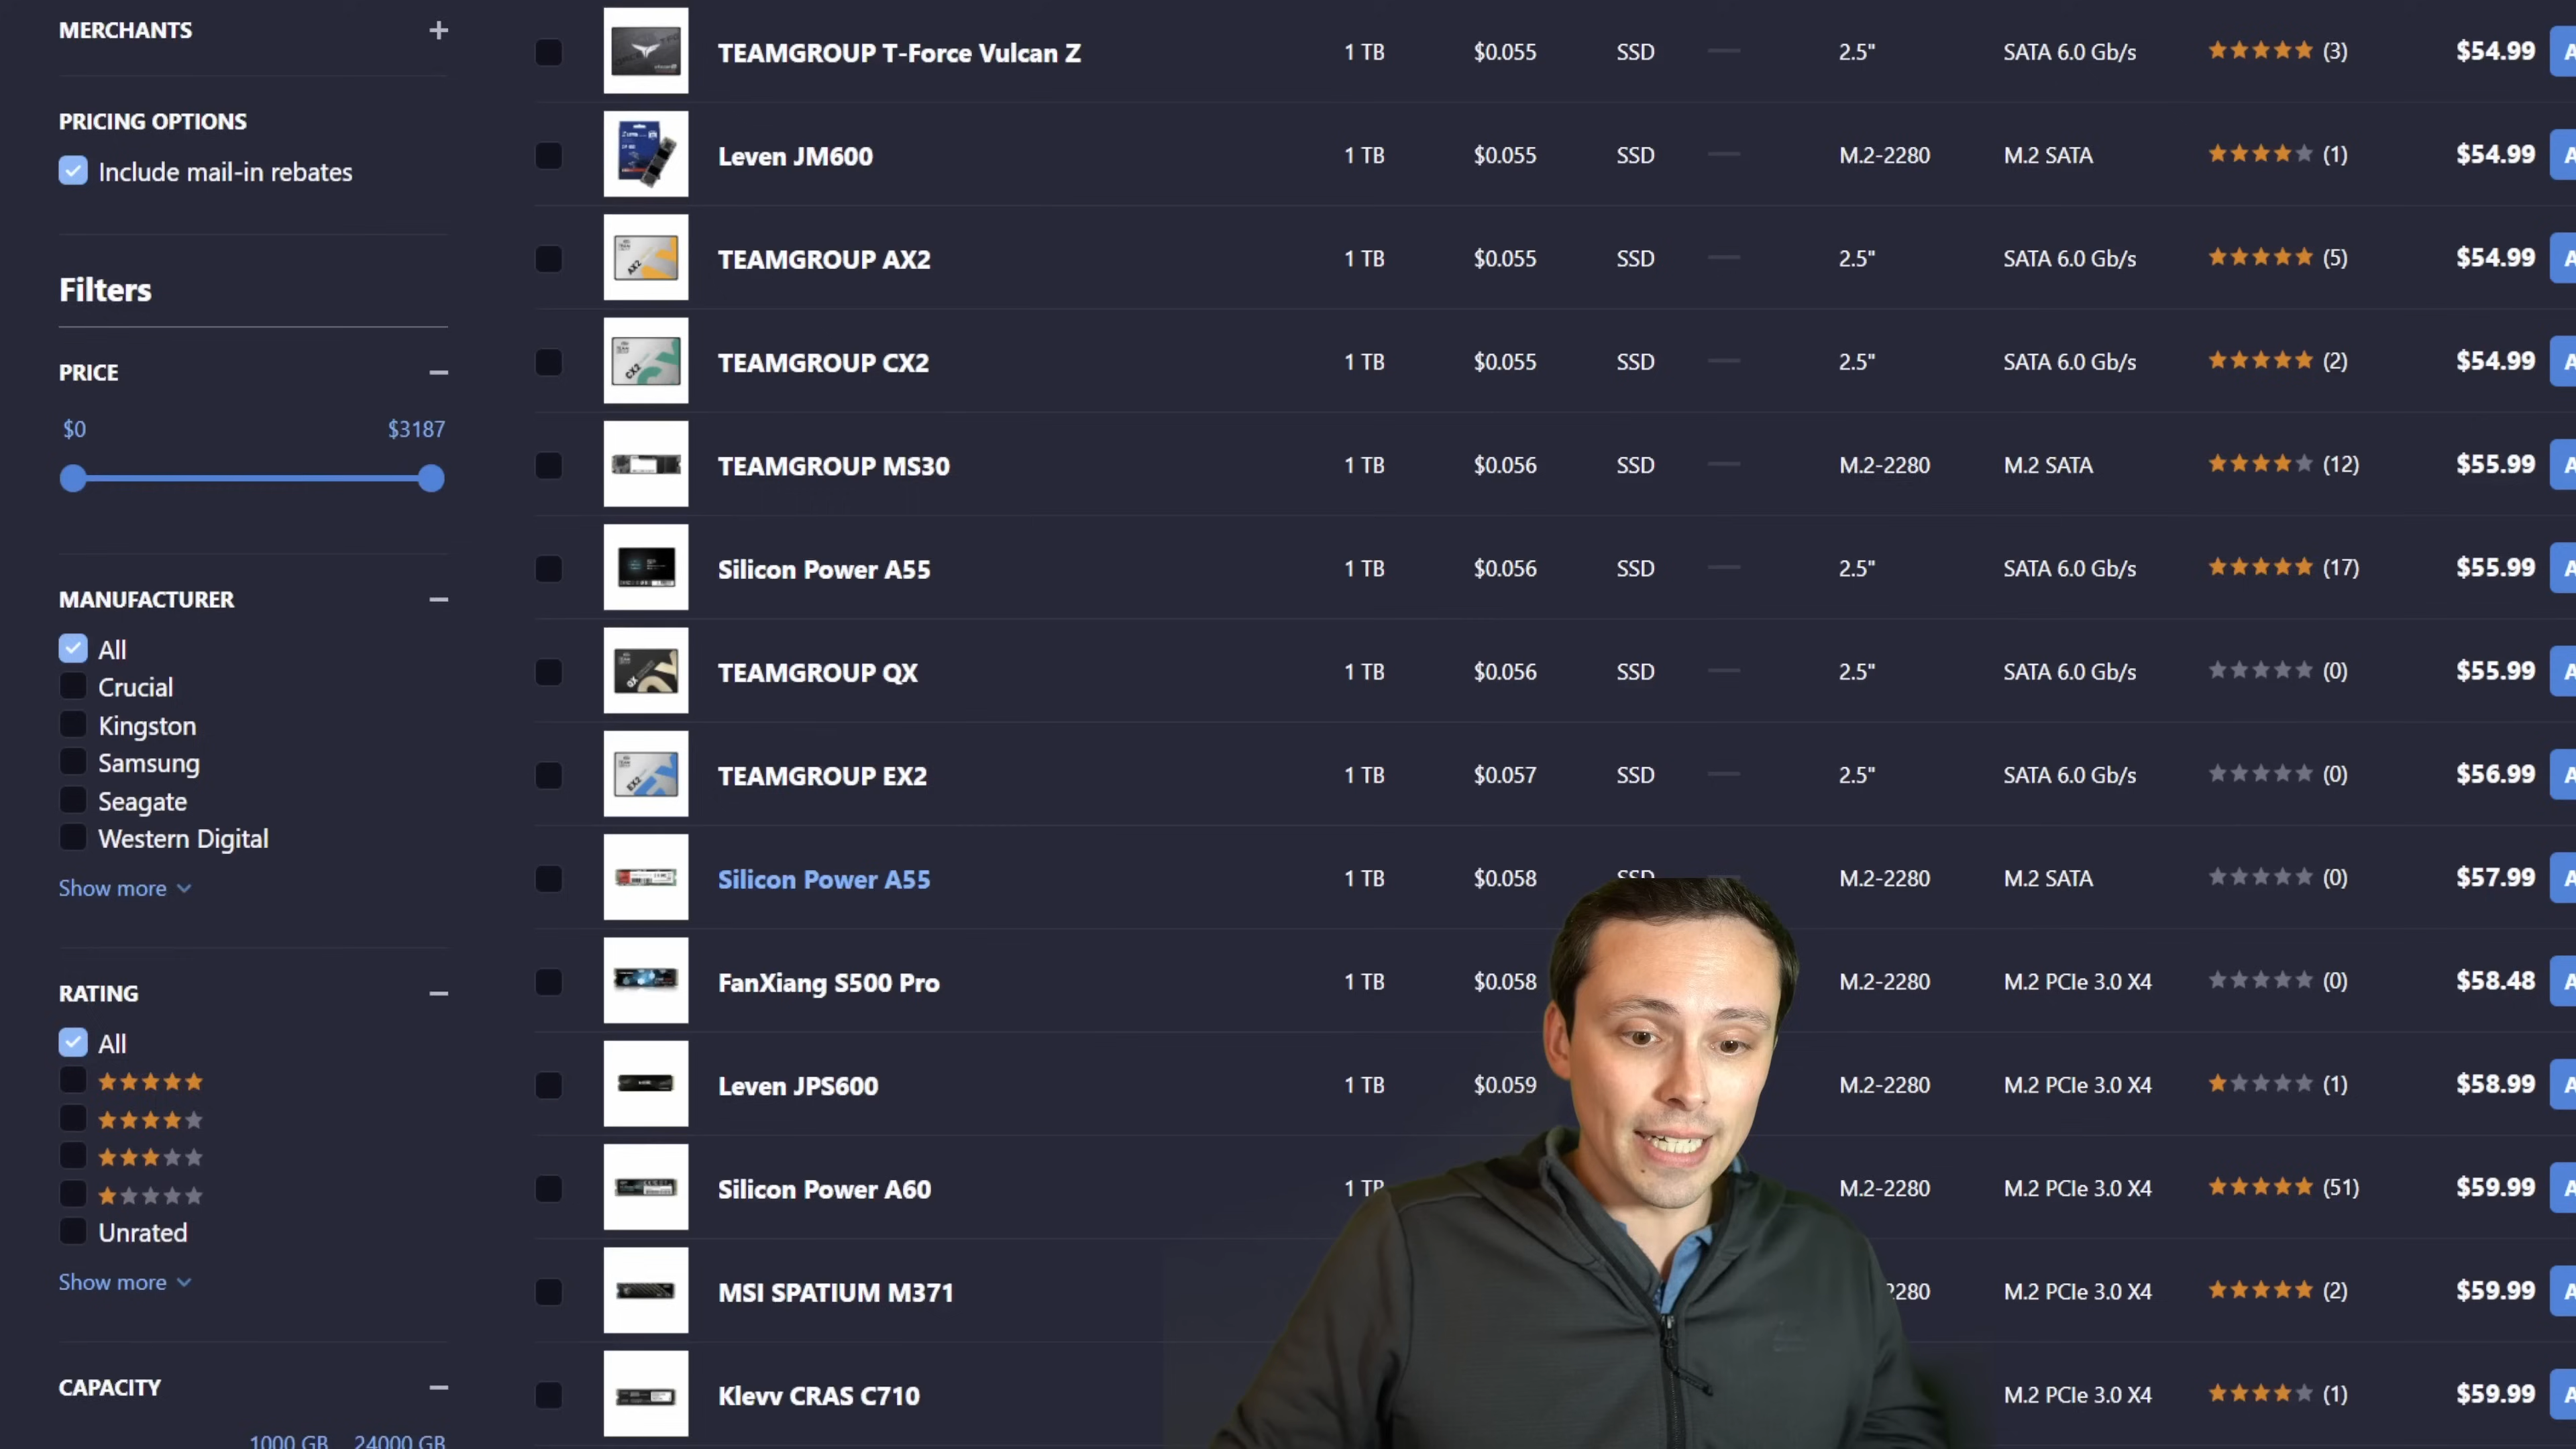 MERCHANTS
PRICING OPTIONS
Include mail-in rebates
Filters
PRICE
$0 $3187
MANUFACTURER
All
Crucial
Kingston
Samsung
Seagate
Western Digital
Show more
RATING
All
Unrated
Show more
CAPACITY
1000 GB 24000 GB
TEAMGROUP T-Force Vulcan Z 1 TB $0.055 SSD 2.5" SATA 6.0 Gb/s (3) $54.99 A
Leven JM600 1 TB $0.055 SSD M.2-2280 M.2 SATA (1) $54.99 A
TEAMGROUP AX2 1 TB $0.055 SSD 2.5" SATA 6.0 Gb/s (5) $54.99 A
TEAMGROUP CX2 1 TB $0.055 SSD 2.5" SATA 6.0 Gb/s (2) $54.99 A
TEAMGROUP MS30 1 TB $0.056 SSD M.2-2280 M.2 SATA (12) $55.99 A
Silicon Power A55 1 TB $0.056 SSD 2.5" SATA 6.0 Gb/s (17) $55.99 A
TEAMGROUP QX 1 TB $0.056 SSD 2.5" SATA 6.0 Gb/s (0) $55.99 A
TEAMGROUP EX2 1 TB $0.057 SSD 2.5" SATA 6.0 Gb/s (0) $56.99 A
Silicon Power A55 1 TB $0.058 SSD M.2-2280 M.2 SATA (0) $57.99 A
FanXiang S500 Pro 1 TB $0.058 M.2-2280 M.2 PCIe 3.0 X4 (0) $58.48 A
Leven JPS600 1 TB $0.059 M.2-2280 M.2 PCIe 3.0 X4 (1) $58.99 A
Silicon Power A60 1 TB M.2-2280 M.2 PCIe 3.0 X4 (51) $59.99 A
MSI SPATIUM M371 2280 M.2 PCIe 3.0 X4 (2) $59.99 A
Klevv CRAS C710 M.2 PCIe 3.0 X4 (1) $59.99 A